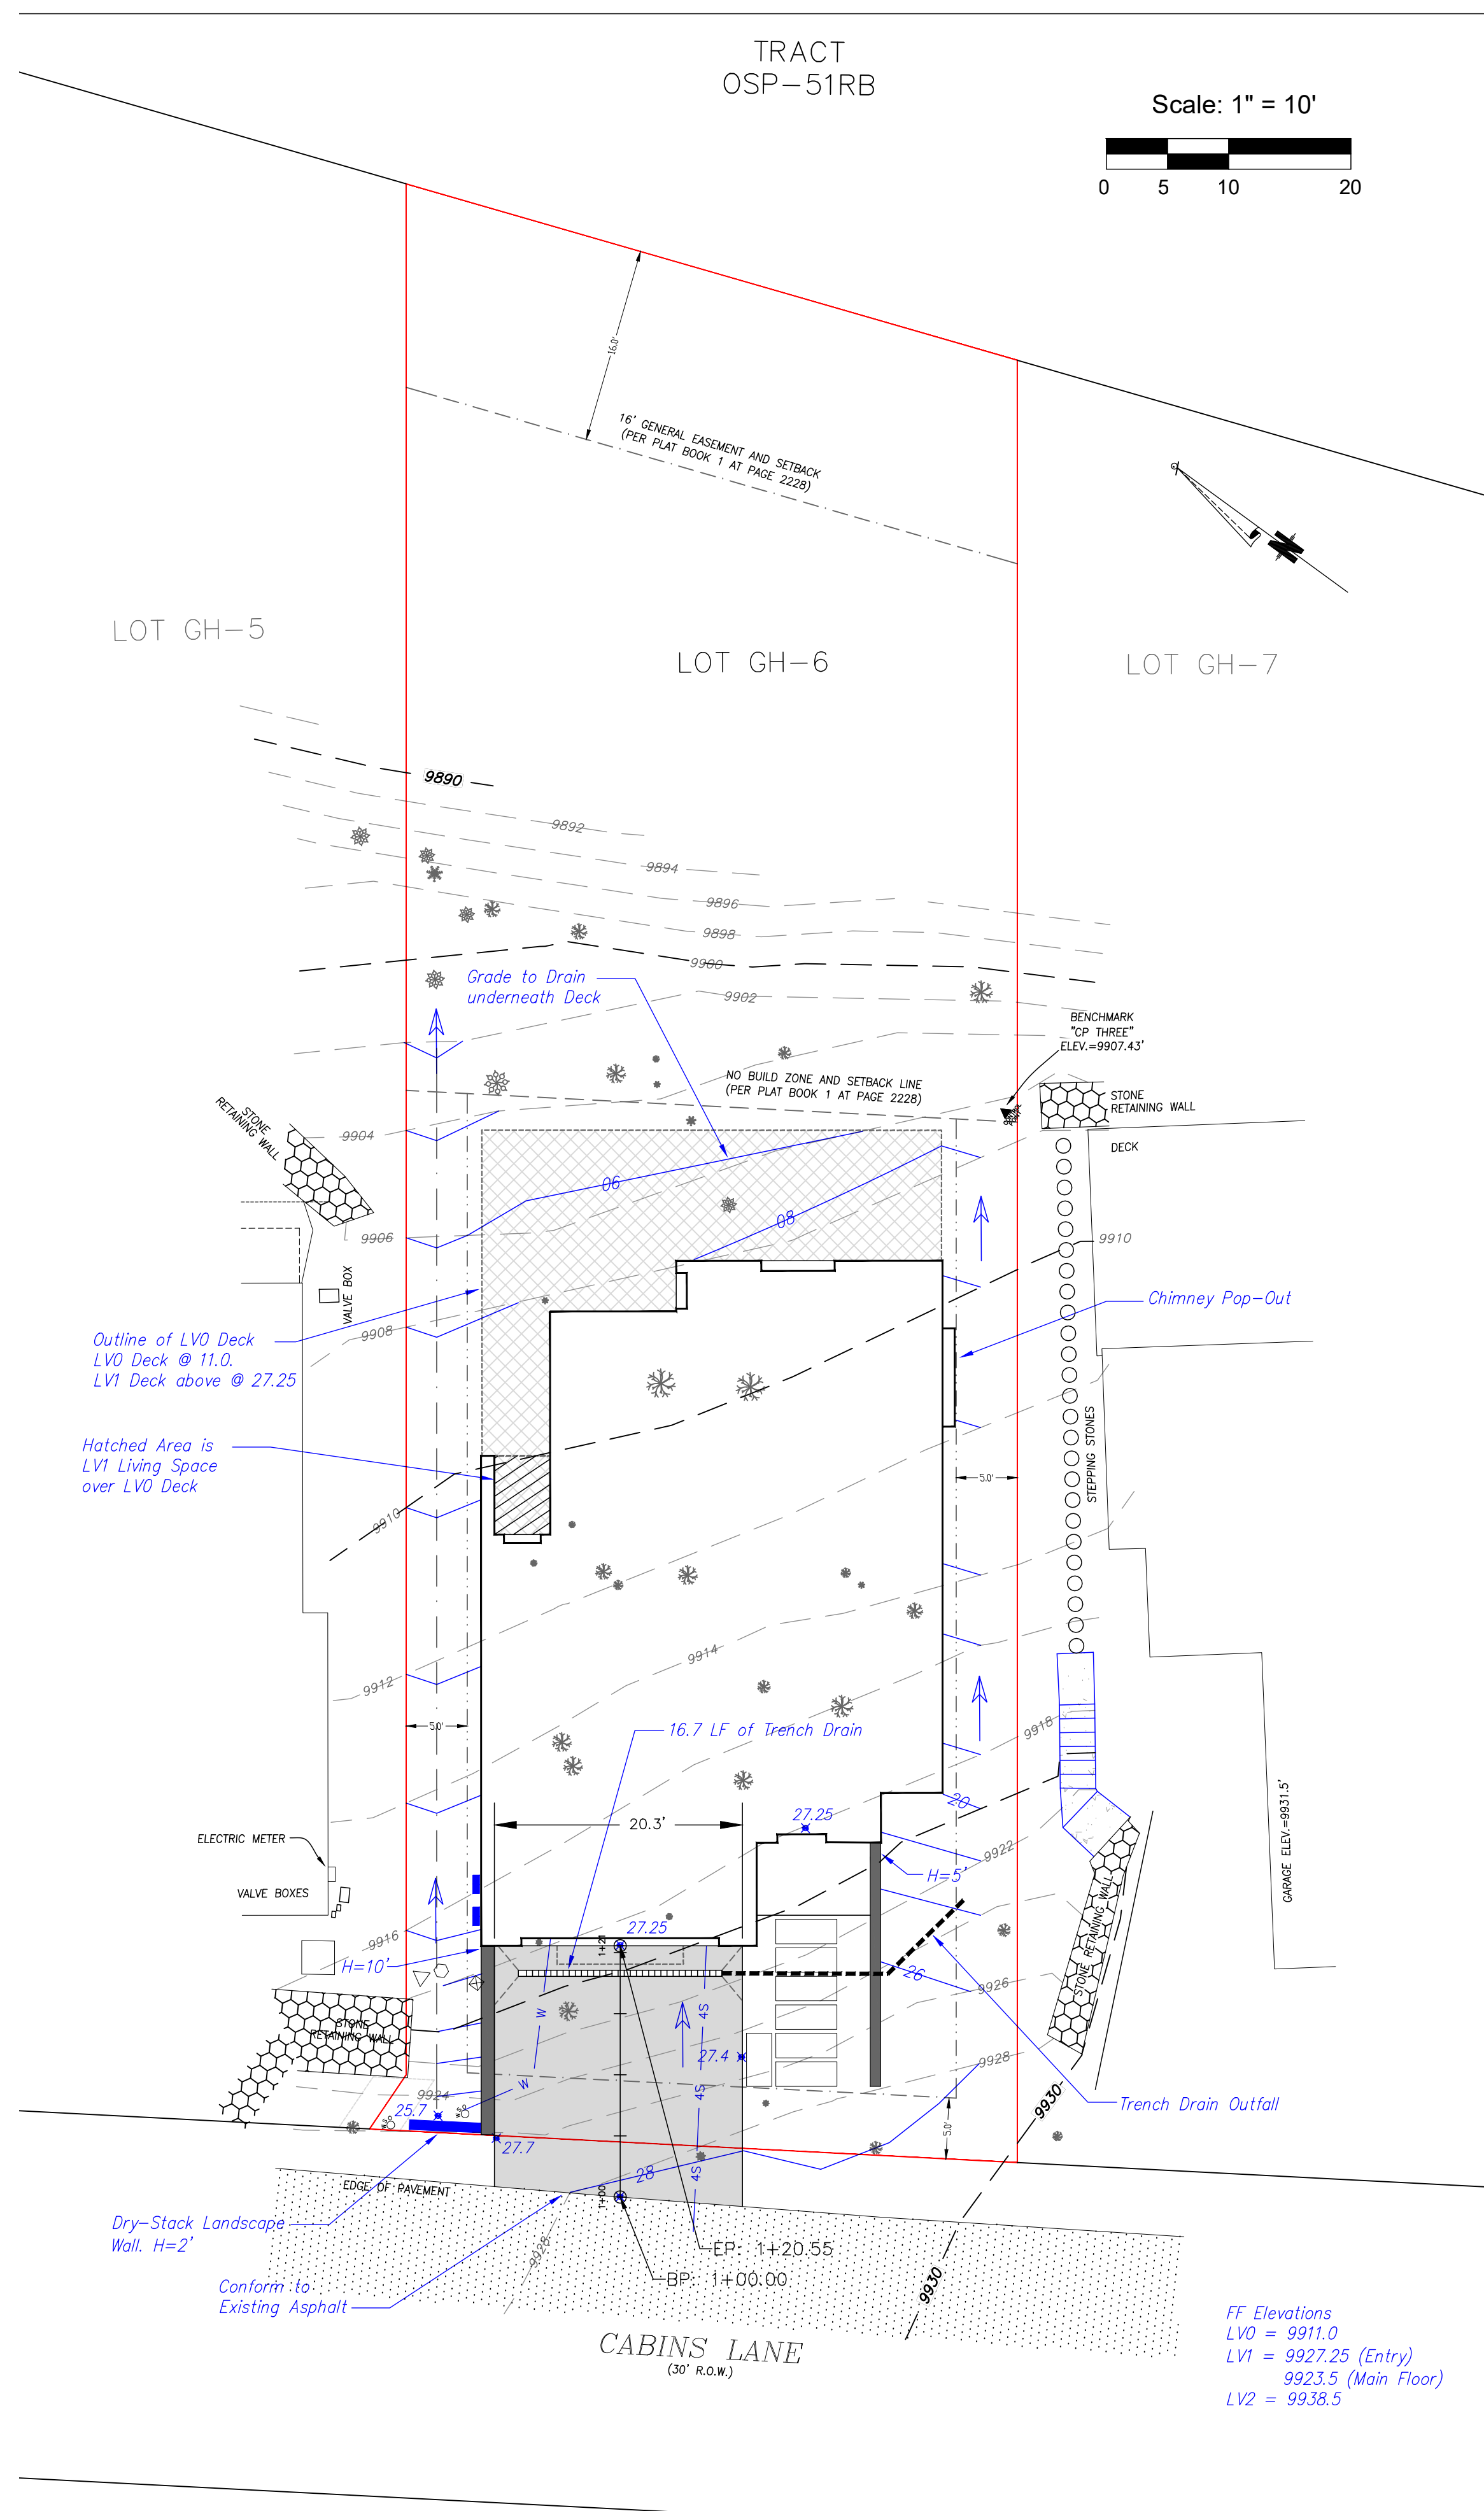 TRACT
OSP-51RB
Scale: 1" = 10'
0 5 10 20
16.0'
16' GENERAL EASEMENT AND SETBACK
(PER PLAT BOOK 1 AT PAGE 2228)
N
LOT GH-5
LOT GH-6
LOT GH-7
9890
9892
9894
9896
9898
9900
9902
Grade to Drain
underneath Deck
BENCHMARK
"CP THREE"
ELEV.=9907.43'
NO BUILD ZONE AND SETBACK LINE
(PER PLAT BOOK 1 AT PAGE 2228)
STONE
RETAINING WALL
STONE
RETAINING WALL
9904
DECK
06
08
9906
9910
VALVE BOX
Chimney Pop-Out
9908
Outline of LV0 Deck
LV0 Deck @ 11.0.
LV1 Deck above @ 27.25
Hatched Area is
LV1 Living Space
over LV0 Deck
STEPPING STONES
5.0'
9910
9914
9912
5.0'
16.7 LF of Trench Drain
9918
20
27.25
20.3'
ELECTRIC METER
GARAGE ELEV.=9931.5'
9922
H=5'
VALVE BOXES
27.25
1+21
9916
H=10'
26
9926
STONE RETAINING WALL
STONE
RETAINING WALL
W
4S
27.4
9928
W
4S
4S
9924
25.7
9930
Trench Drain Outfall
5.0'
27.7
28
EDGE OF PAVEMENT
1+00
Dry-Stack Landscape
Wall. H=2'
9928
EP: 1+20.55
BP: 1+00.00
Conform to
Existing Asphalt
9930
CABINS LANE
(30' R.O.W.)
FF Elevations
LV0 = 9911.0
LV1 = 9927.25 (Entry)
9923.5 (Main Floor)
LV2 = 9938.5